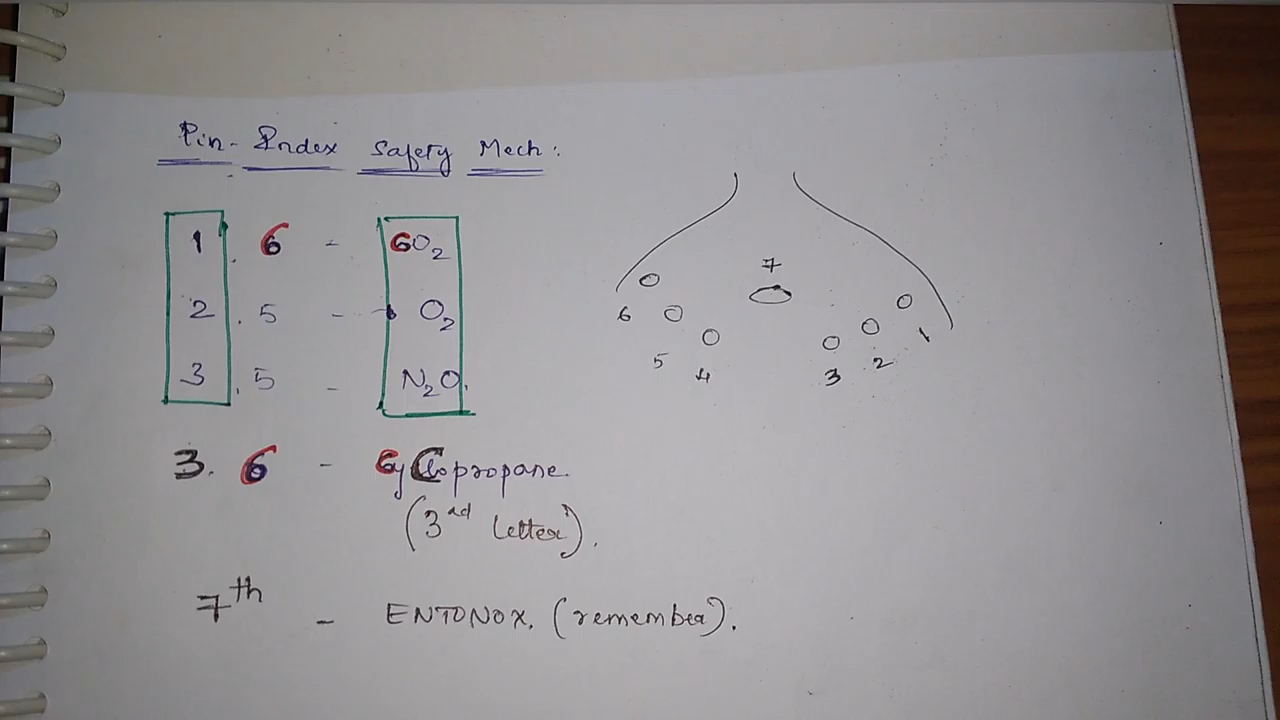 Pin-Index Safety Mech:
1. 6 - CO2
2. 5 - O2
3. 5 - N2O.
3. 6 - CyClopropane.
(3rd letter).
7th - ENTONOX. (remember).
7
6 5 4 3 2 1